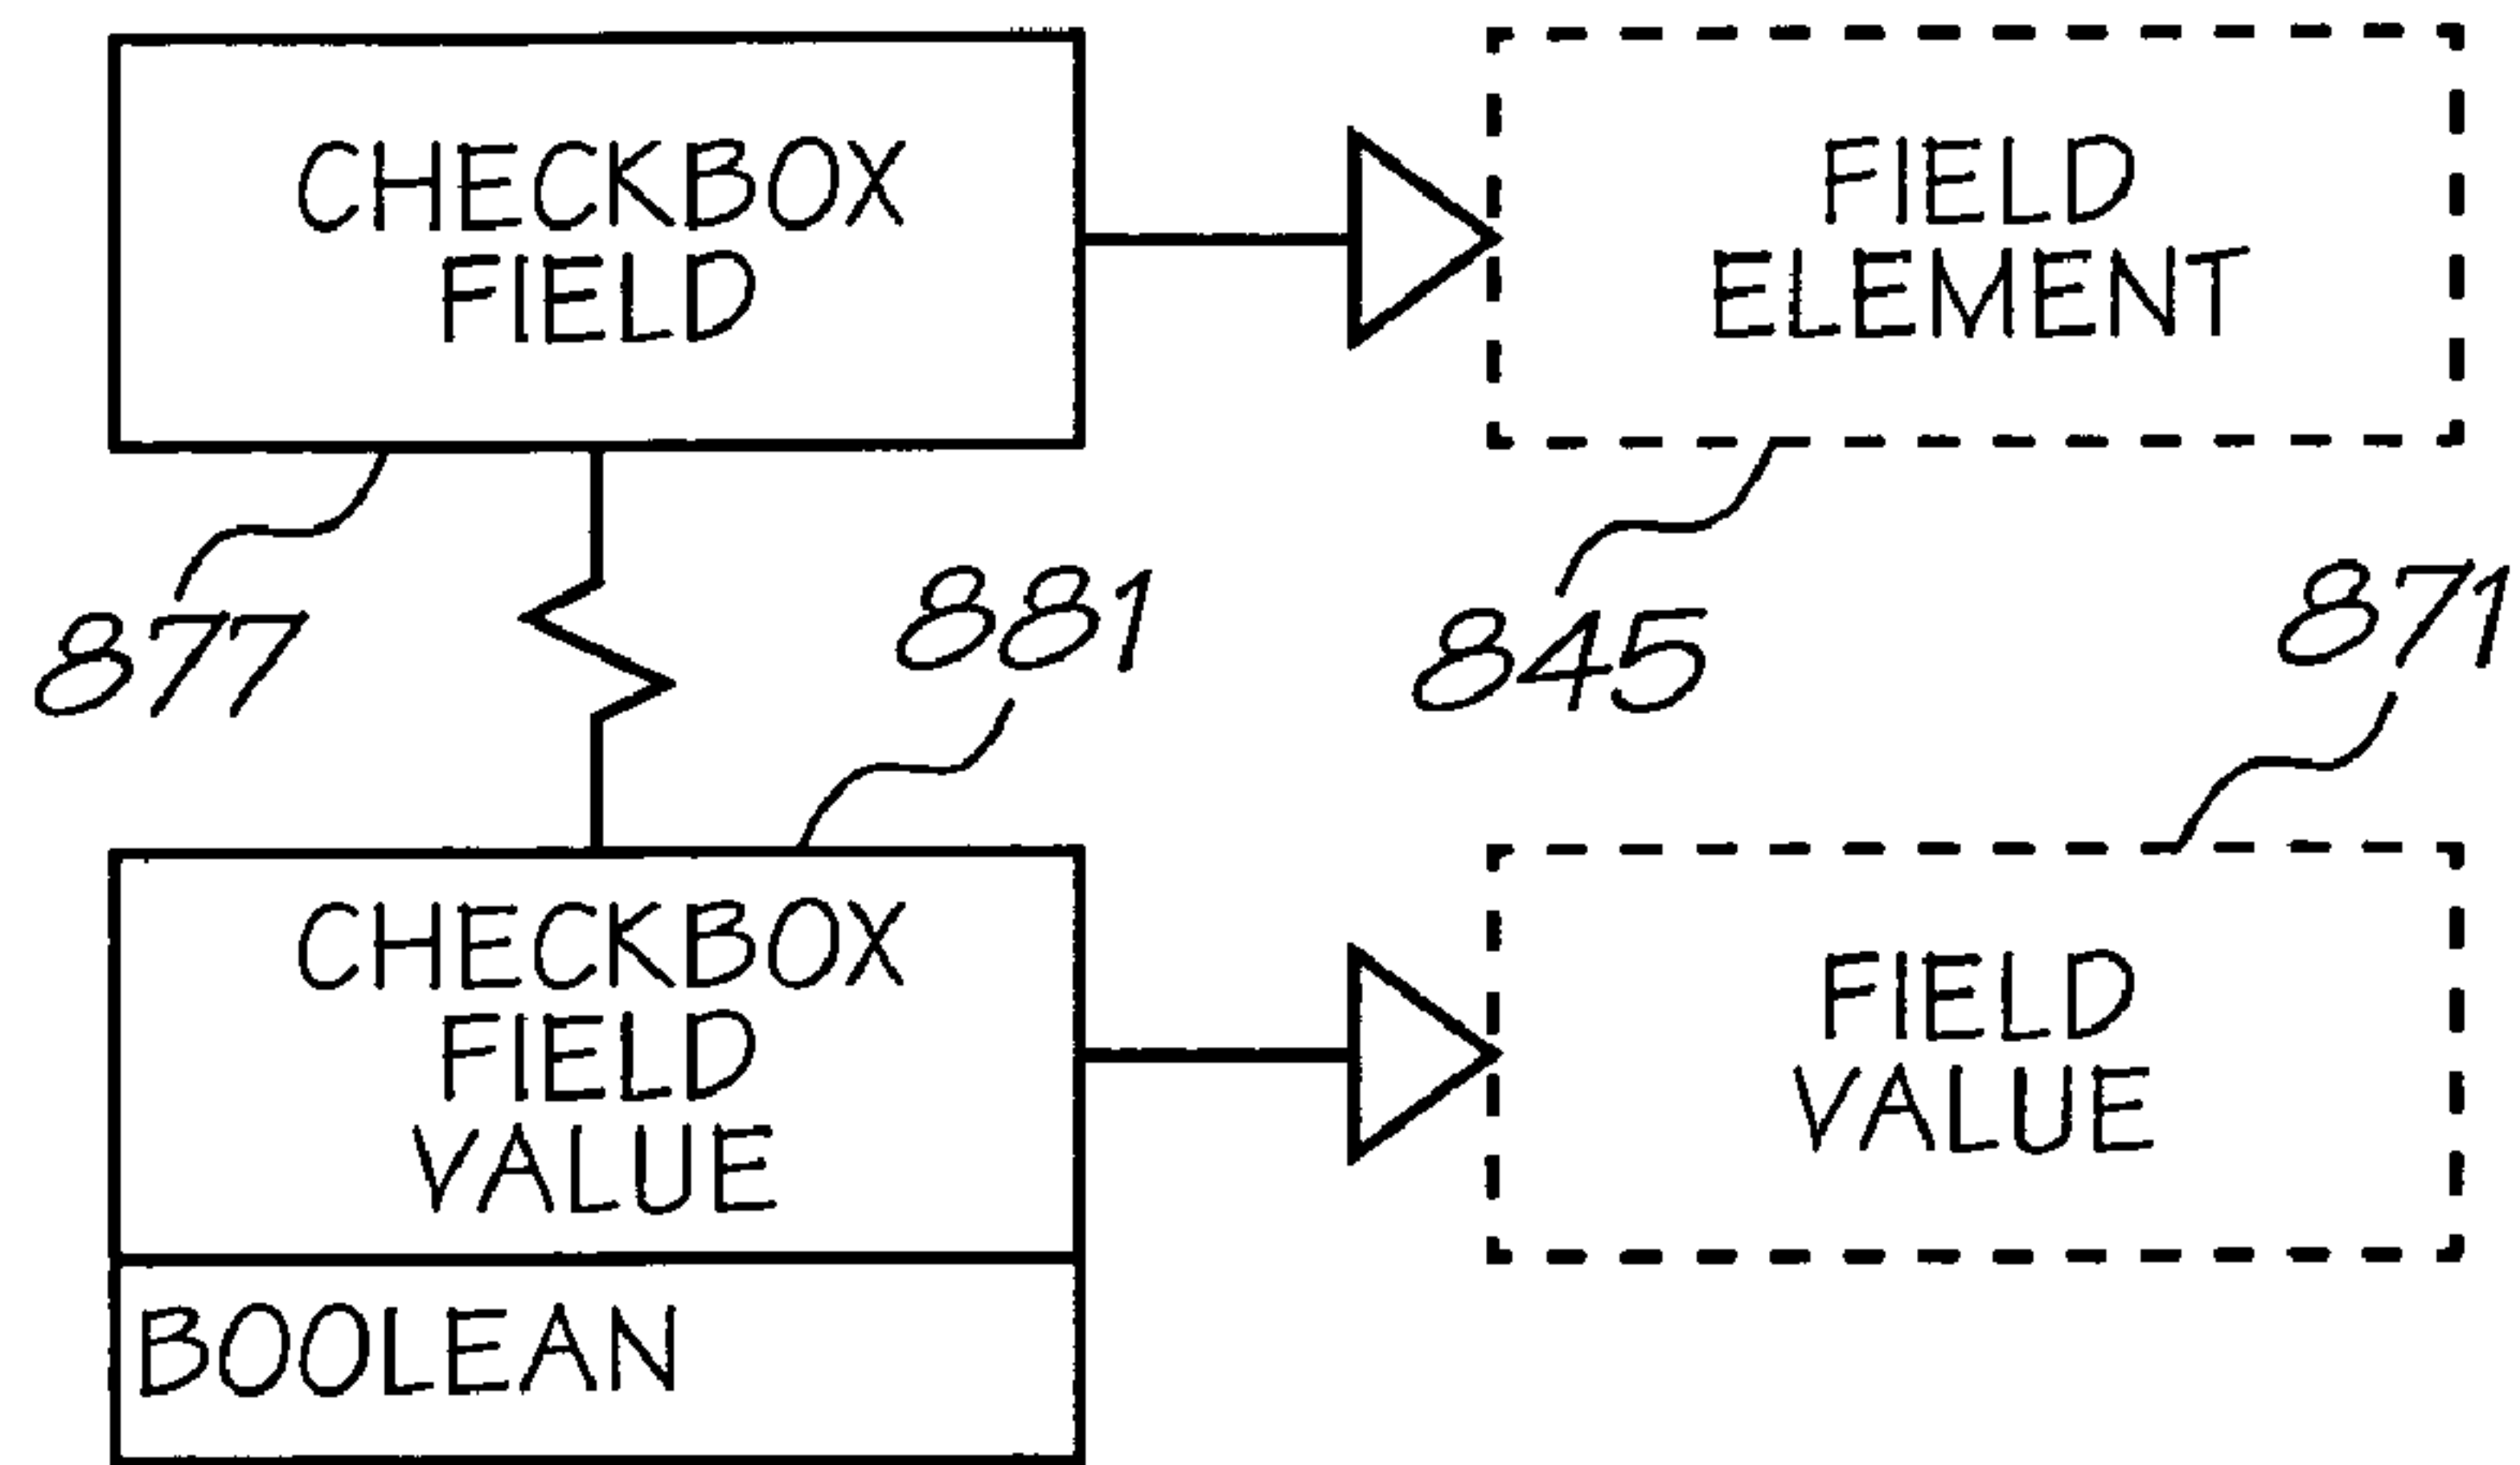 CHECKBOX
FIELD
FIELD
ELEMENT
877
881
845
871
CHECKBOX
FIELD
VALUE
FIELD
VALUE
BOOLEAN